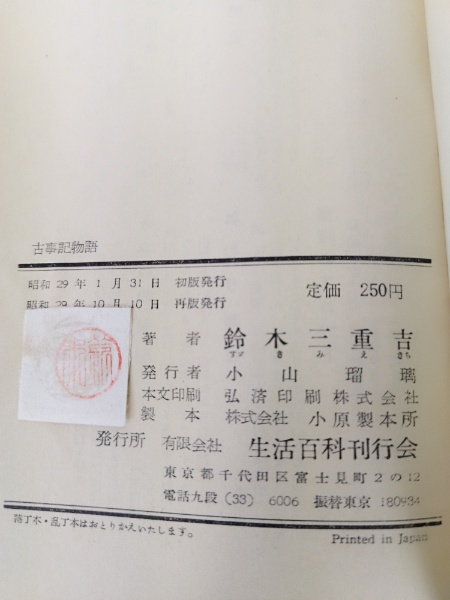 古事記物語
昭和 29 年 1 月 31 日 初版発行
昭和 29 年 10 月 10 日 再版発行
定価 250円
著者 鈴木三重吉
すゞ き み え きち
発行者 小山瑠璃
本文印刷 弘済印刷株式会社
製本 株式会社 小原製本所
発行所 有限会社 生活百科刊行会
東京都千代田区富士見町2の12
電話九段 (33) 6006 振替東京 180934
落丁本・乱丁本はおとりかえいたします。
Printed in Japan